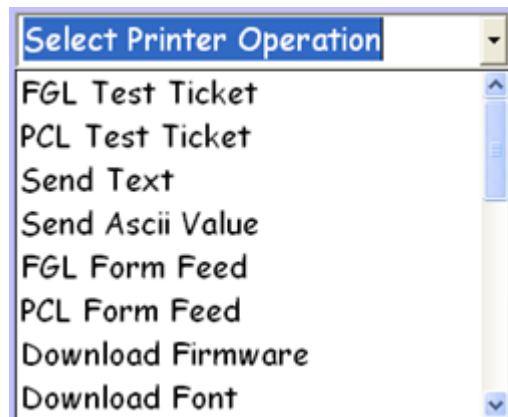 Select Printer Operation
FGL Test Ticket
PCL Test Ticket
Send Text
Send Ascii Value
FGL Form Feed
PCL Form Feed
Download Firmware
Download Font